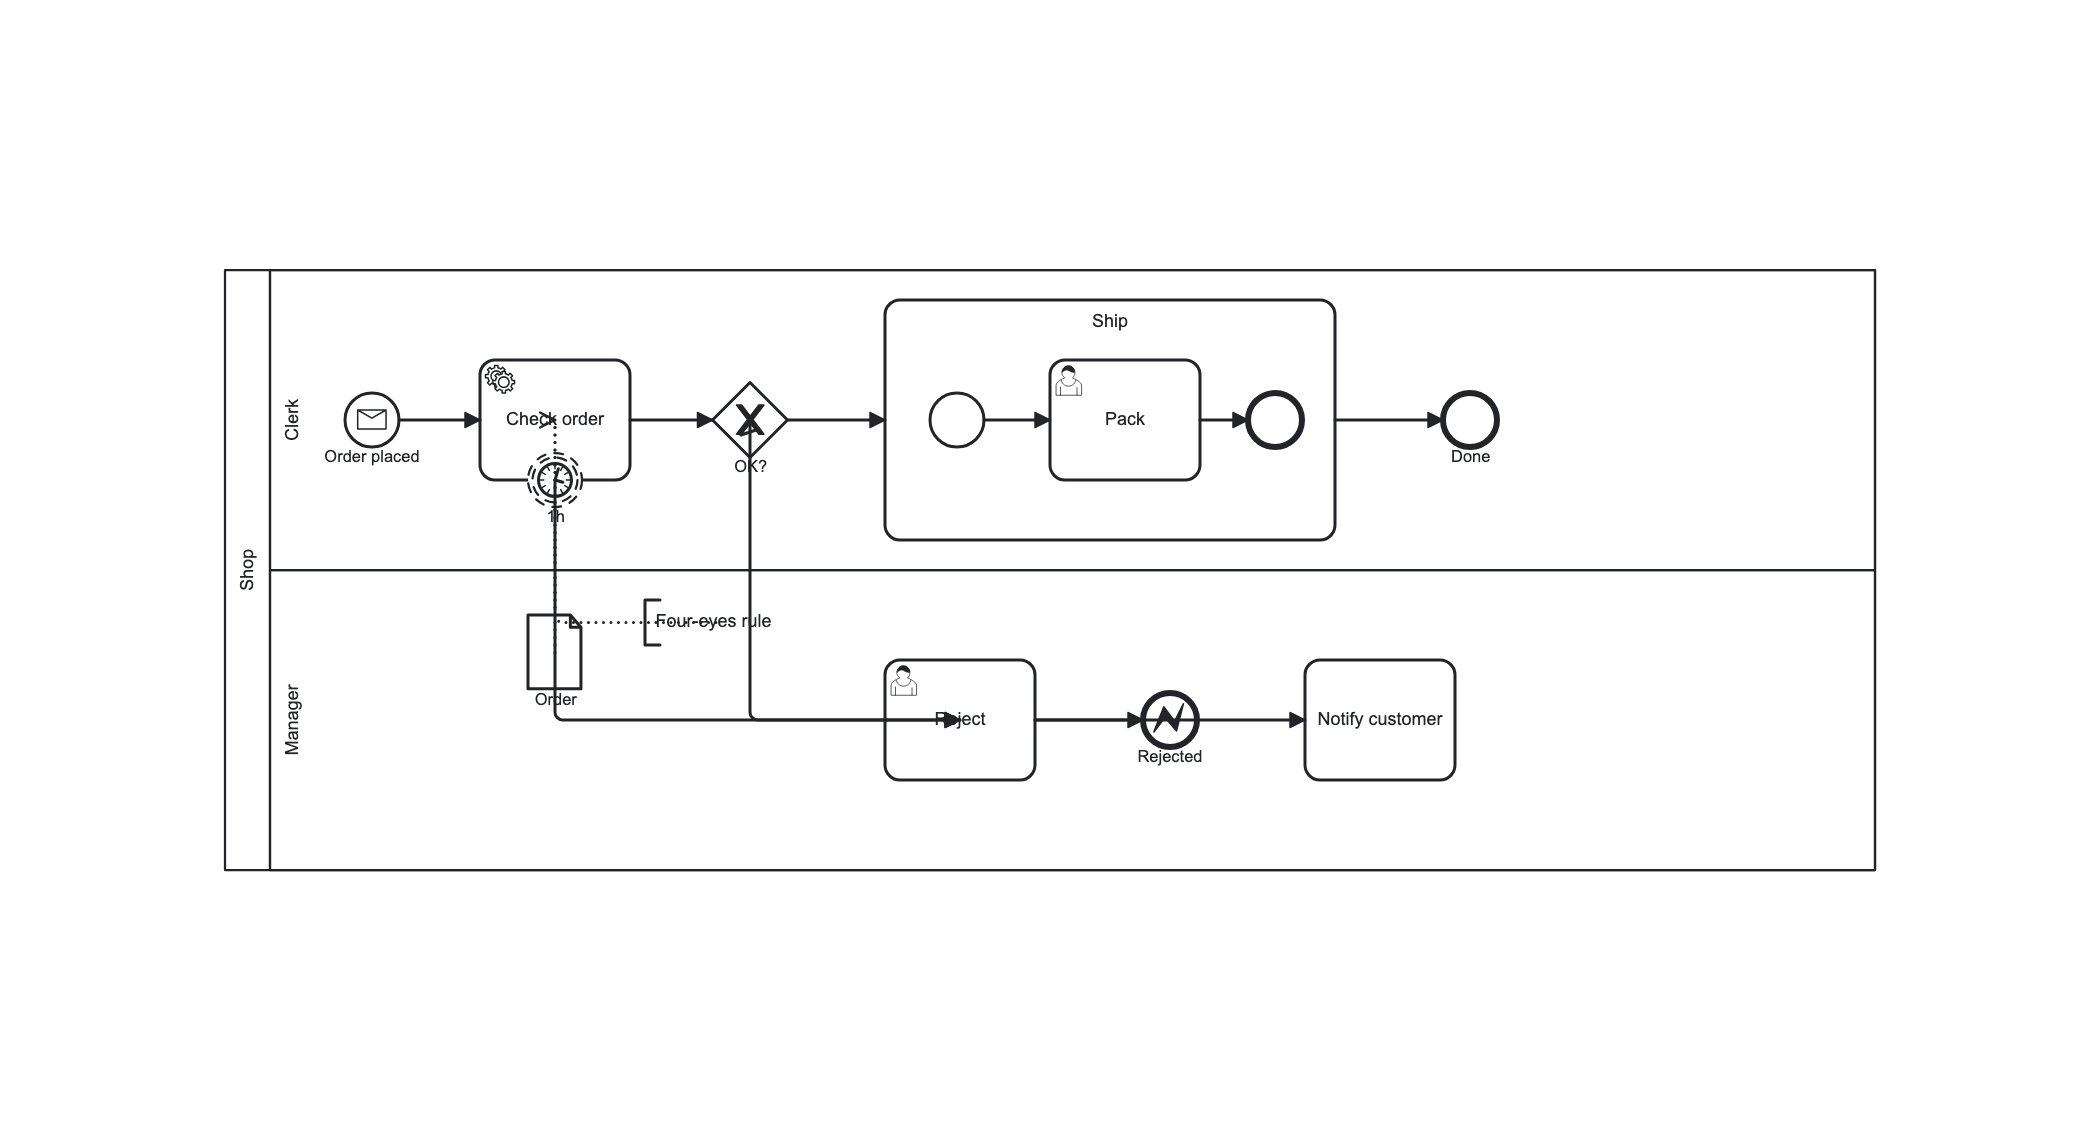 Shop
Clerk
Order placed
Check order
1h
OK?
Ship
Pack
Done
Manager
Four-eyes rule
Order
Reject
Rejected
Notify customer